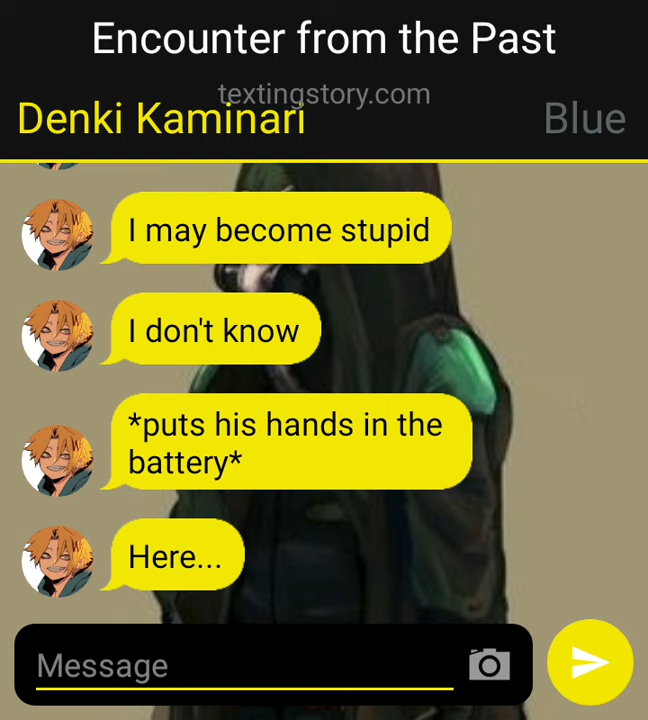 Encounter from the Past
textingstory.com
Denki Kaminari
Blue
I may become stupid
I don't know
*puts his hands in the
battery*
Here...
Message